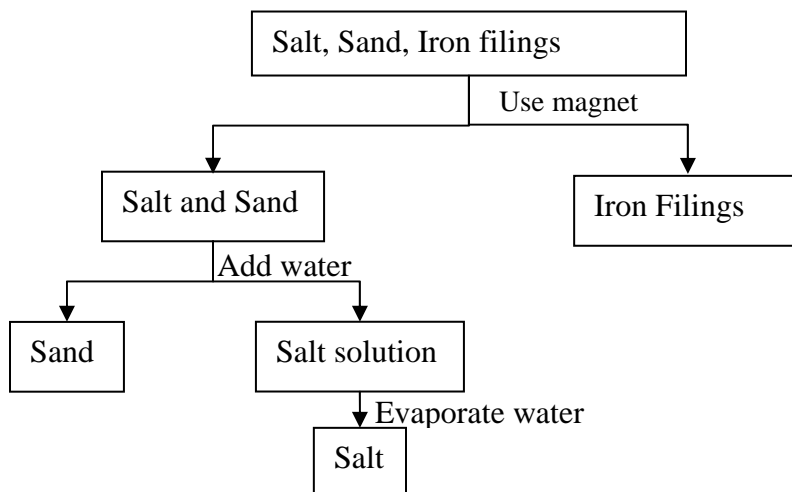 Salt, Sand, Iron filings
Use magnet
Salt and Sand
Iron Filings
Add water
Sand
Salt solution
Evaporate water
Salt